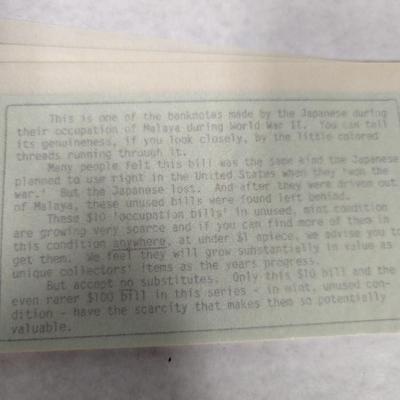 This is one of the banknotes made by the Japanese during
their occupation of Malaya during World War II. You can tell
its genuineness, if you look closely, by the little colored
threads running through it.
Many people felt this bill was the same kind the Japanese
planned to use right in the United States when they 'won the
war.' But the Japanese lost. And after they were driven out
of Malaya, these unused bills were found left behind.
These $10 'occupation bills' in unused, mint condition
are growing very scarce and if you can find more of them in
this condition anywhere, at under $1 apiece, we advise you to
get them. We feel they will grow substantially in value as
unique collectors' items as the years progress.
But accept no substitutes. Only this $10 bill and the
even rarer $100 bill in this series - in mint, unused con-
dition - have the scarcity that makes them so potentially
valuable.